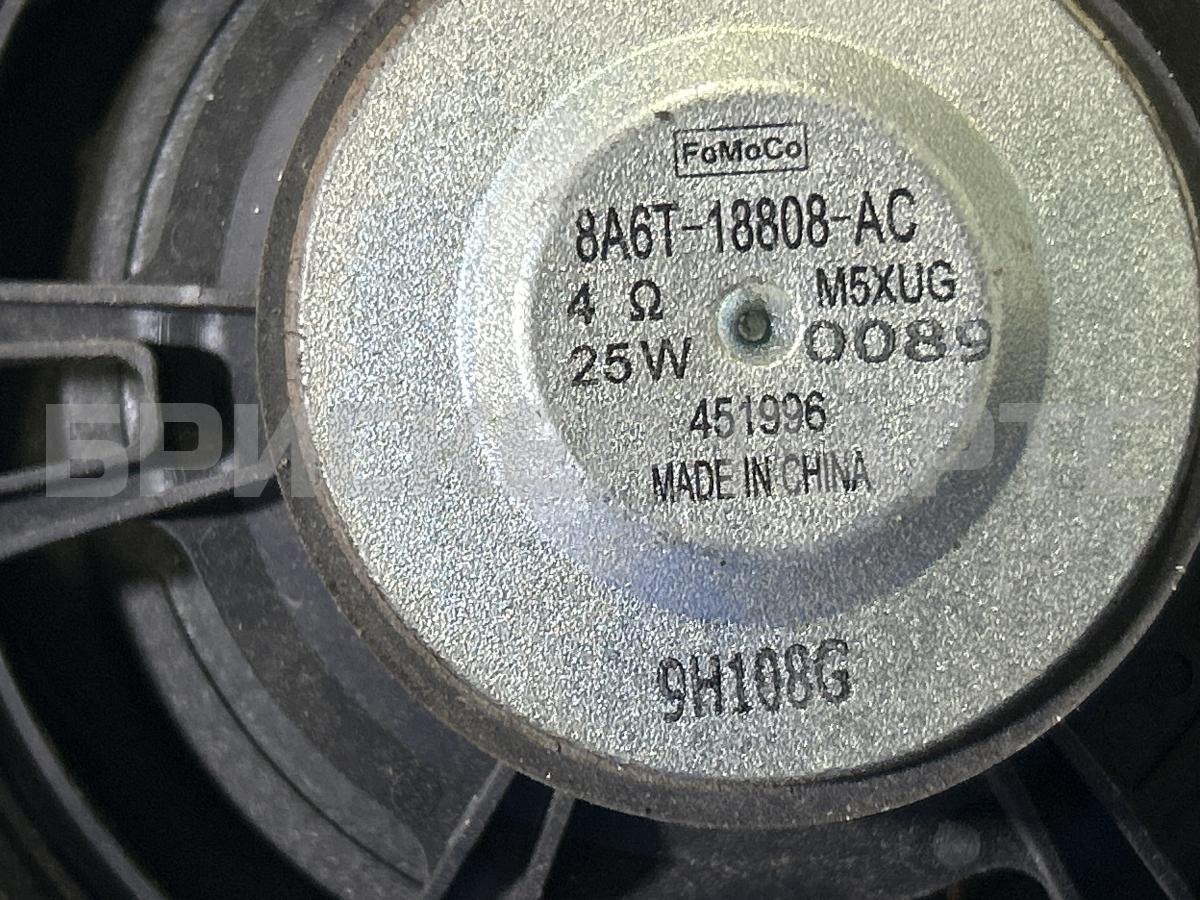 FoMoCo
8A6T-18808-AC
4 Ω M5XUG
25W 0089
451996
MADE IN CHINA
9H108G